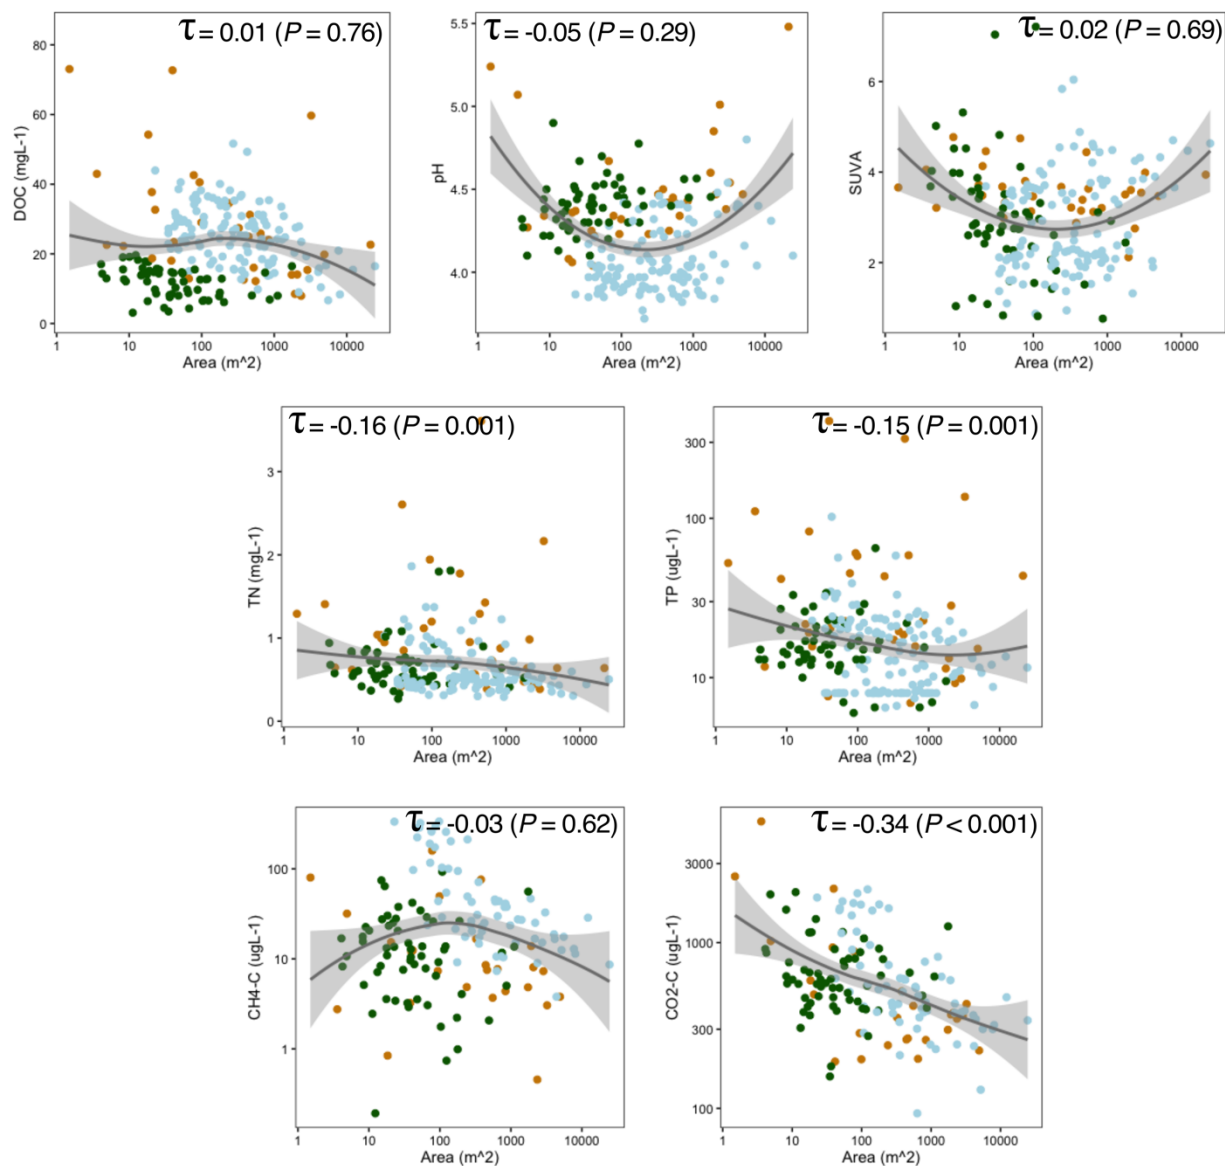 τ= 0.01 (P = 0.76)
80
60
40
20
0
DOC (mgL-1)
1
10
100
1000
10000
Area (m^2)
τ= -0.05 (P = 0.29)
5.5
5.0
4.5
4.0
pH
1
10
100
1000
10000
Area (m^2)
τ= 0.02 (P = 0.69)
6
4
2
SUVA
1
10
100
1000
10000
Area (m^2)
τ= -0.16 (P = 0.001)
3
2
1
0
TN (mgL-1)
1
10
100
1000
10000
Area (m^2)
τ= -0.15 (P = 0.001)
300
100
30
10
TP (ugL-1)
1
10
100
1000
10000
Area (m^2)
τ= -0.03 (P = 0.62)
100
10
1
CH4-C (ugL-1)
1
10
100
1000
10000
Area (m^2)
τ= -0.34 (P < 0.001)
3000
1000
300
100
CO2-C (ugL-1)
1
10
100
1000
10000
Area (m^2)